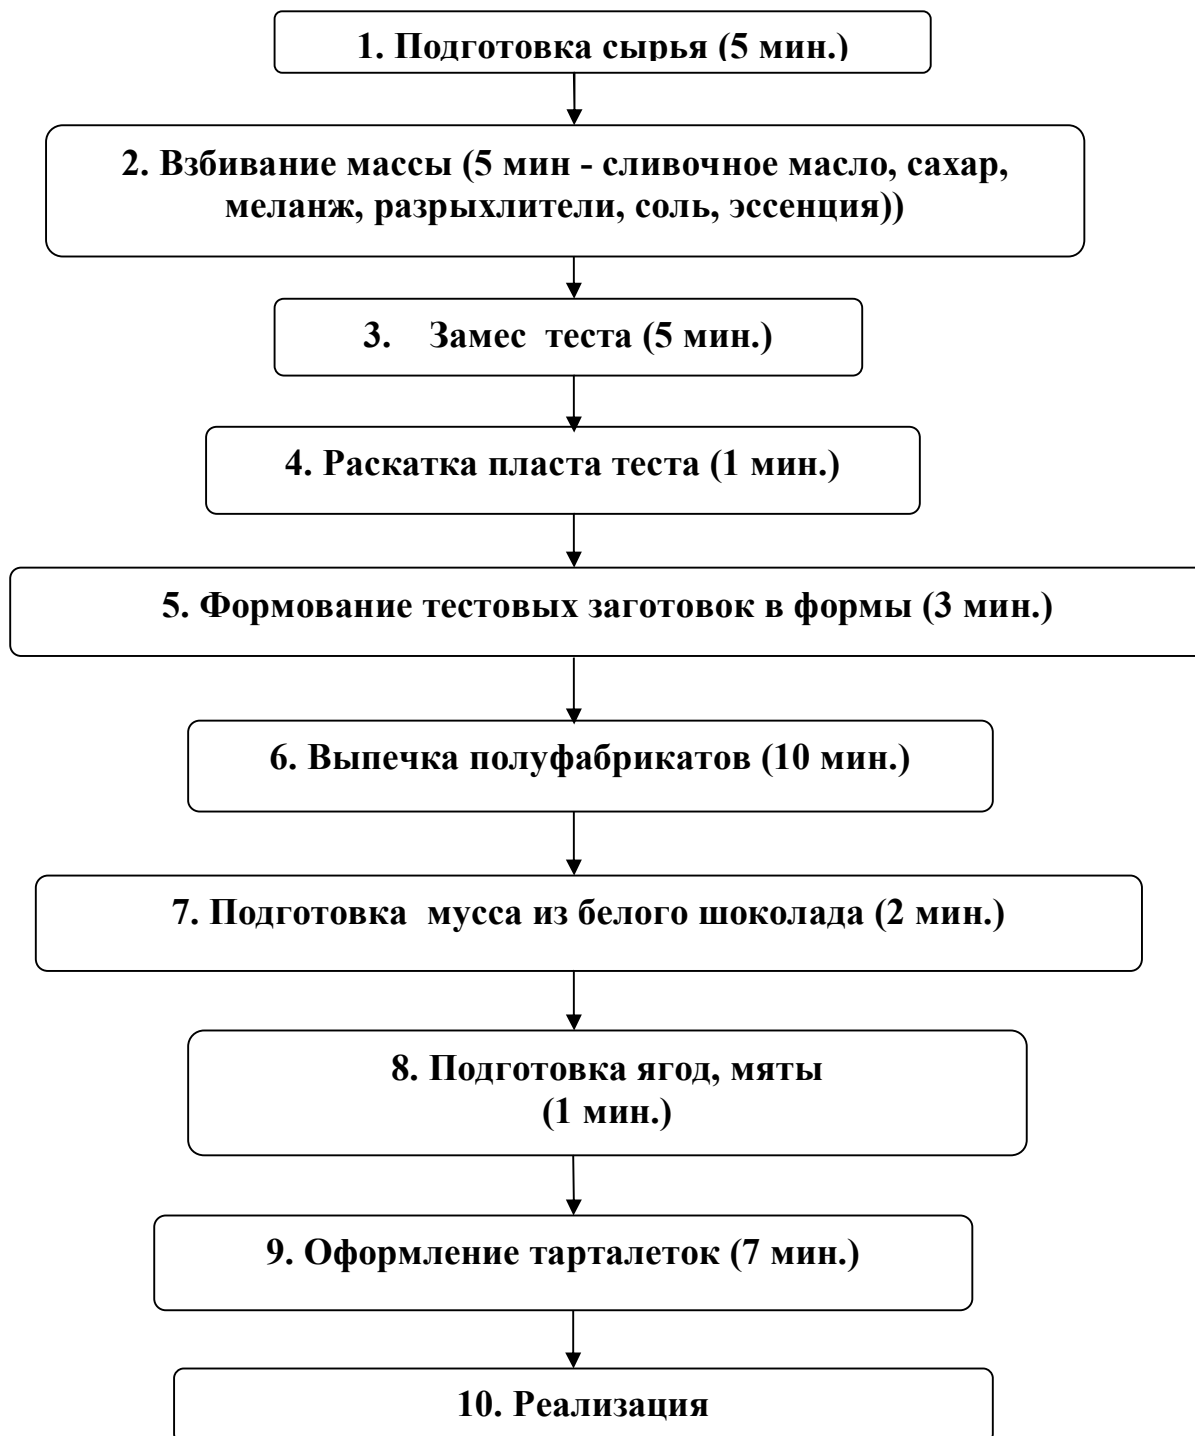 1. Подготовка сырья (5 мин.)
2. Взбивание массы (5 мин - сливочное масло, сахар,
меланж, разрыхлители, соль, эссенция))
3. Замес теста (5 мин.)
4. Раскатка пласта теста (1 мин.)
5. Формование тестовых заготовок в формы (3 мин.)
6. Выпечка полуфабрикатов (10 мин.)
7. Подготовка мусса из белого шоколада (2 мин.)
8. Подготовка ягод, мяты
(1 мин.)
9. Оформление тарталеток (7 мин.)
10. Реализация